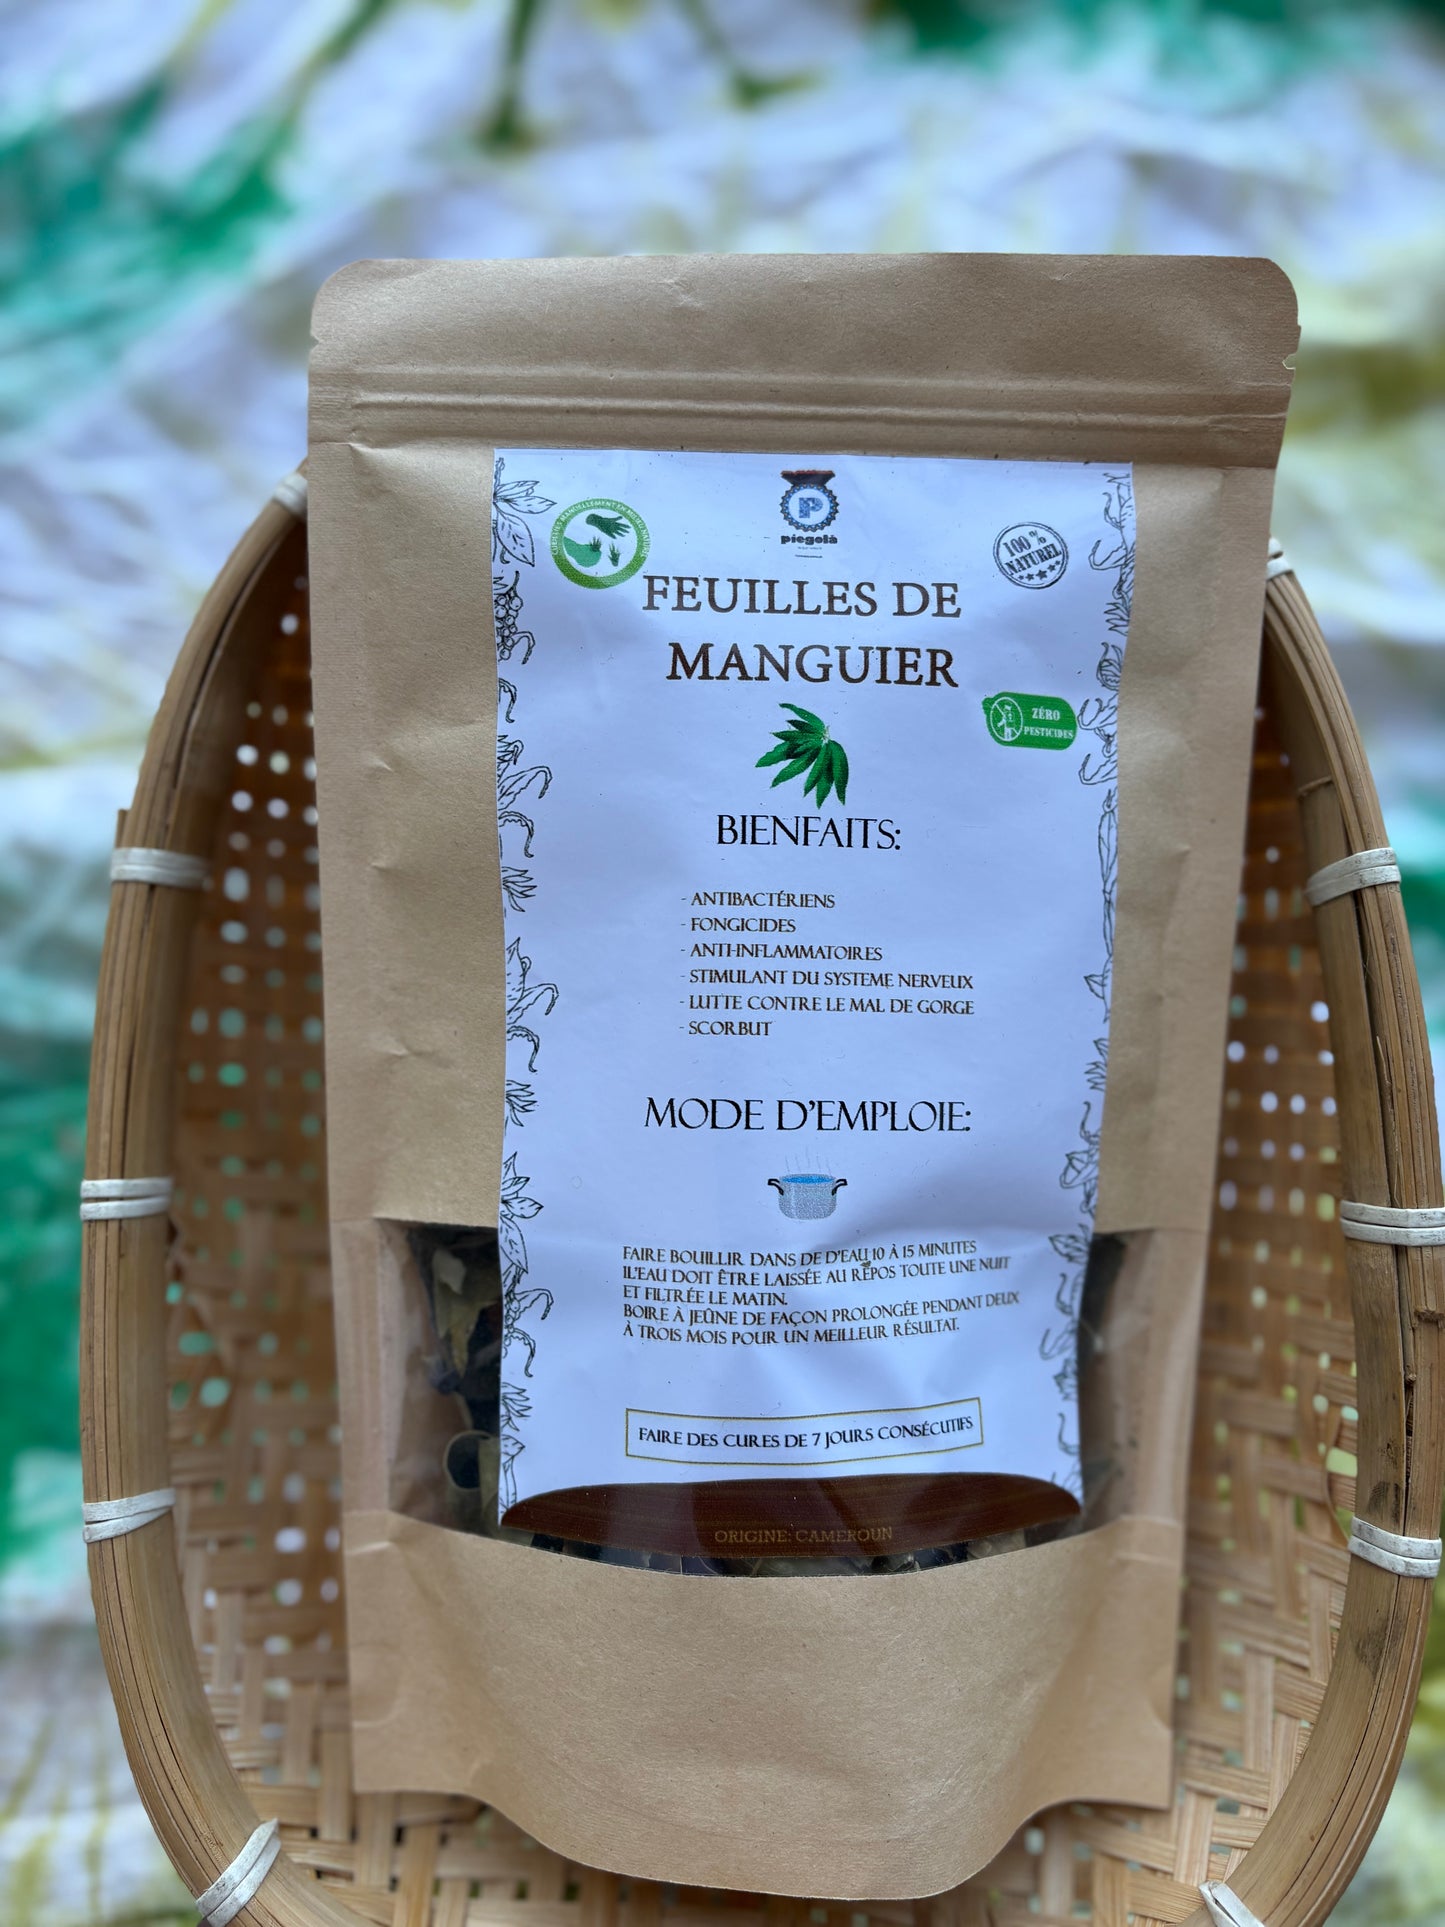 piegolà
100 %
NATUREL
FEUILLES DE
MANGUIER
ZÉRO
PESTICIDES
BIENFAITS:
- ANTIBACTÉRIENS
- FONGICIDES
- ANTI-INFLAMMATOIRES
- STIMULANT DU SYSTEME NERVEUX
- LUTTE CONTRE LE MAL DE GORGE
- SCORBUT
MODE D'EMPLOIE:
FAIRE BOUILLIR DANS DE D'EAU 10 À 15 MINUTES
L'EAU DOIT ÊTRE LAISSÉE AU RÉPOS TOUTE UNE NUIT
ET FILTRÉE LE MATIN.
BOIRE À JEÛNE DE FAÇON PROLONGÉE PENDANT DEUX
À TROIS MOIS POUR UN MEILLEUR RÉSULTAT.
FAIRE DES CURES DE 7 JOURS CONSÉCUTIFS
ORIGINE: CAMEROUN